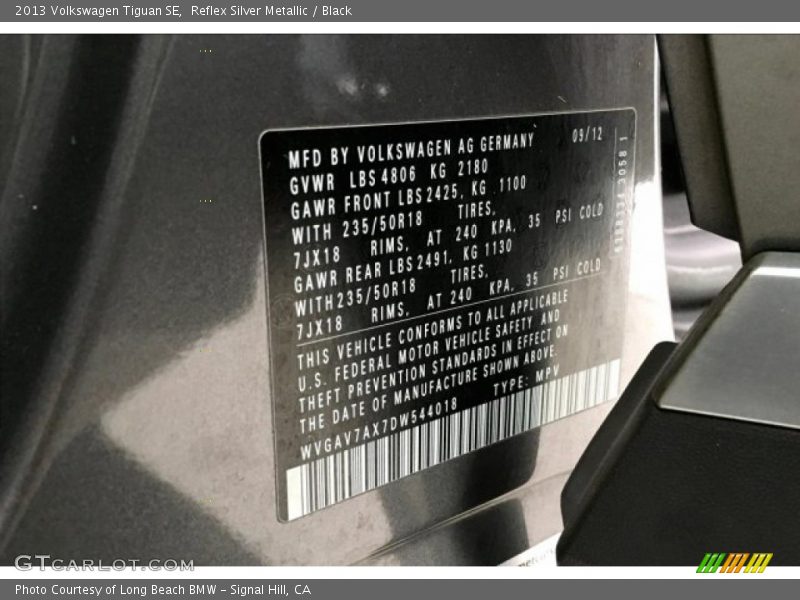 2013 Volkswagen Tiguan SE, Reflex Silver Metallic / Black
09/12
MFD BY VOLKSWAGEN AG GERMANY
GVWR LBS 4806 KG 2180
GAWR FRONT LBS 2425, KG 1100
WITH 235/50R18 TIRES,
7JX18 RIMS, AT 240 KPA, 35 PSI COLD
GAWR REAR LBS 2491, KG 1130
WITH 235/50R18 TIRES,
7JX18 RIMS, AT 240 KPA, 35 PSI COLD
THIS VEHICLE CONFORMS TO ALL APPLICABLE
U.S. FEDERAL MOTOR VEHICLE SAFETY AND
THEFT PREVENTION STANDARDS IN EFFECT ON
THE DATE OF MANUFACTURE SHOWN ABOVE.
WVGAV7AX7DW544018 TYPE: MPV
GTCARLOT.COM
Photo Courtesy of Long Beach BMW – Signal Hill, CA